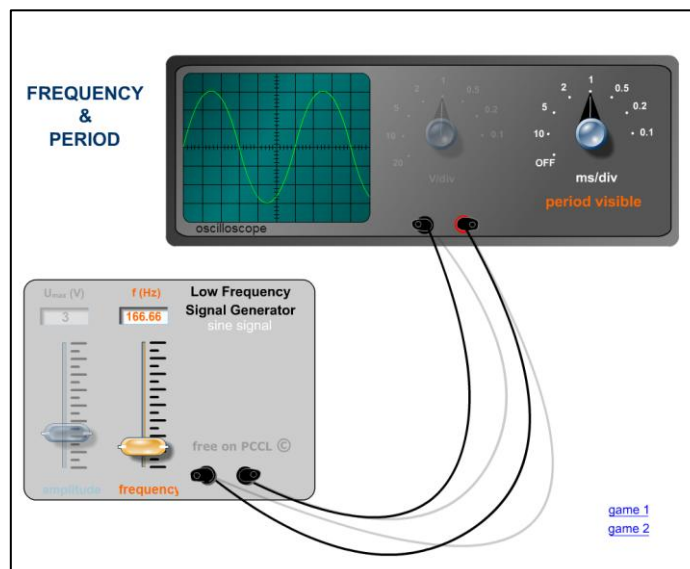 FREQUENCY
&
PERIOD
oscilloscope
20
10
5
2
1
0.5
0.2
0.1
V/div
OFF
10
5
2
1
0.5
0.2
0.1
ms/div
period visible
Umax (V)
3
amplitude
f (Hz)
166.66
frequency
Low Frequency
Signal Generator
sine signal
free on PCCL ©
game 1
game 2